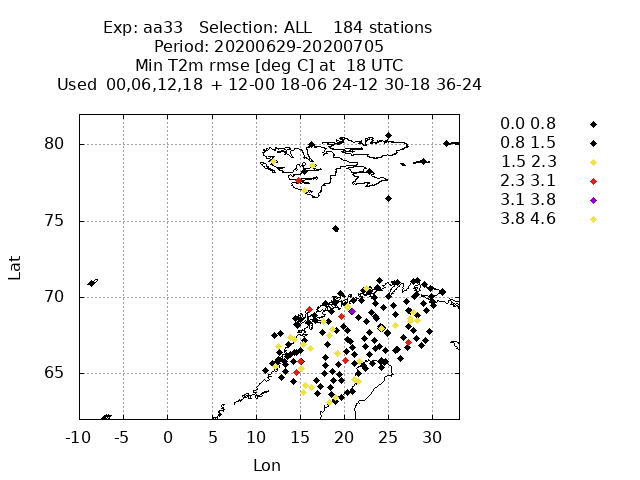 Exp: aa33 Selection: ALL 184 stations
Period: 20200629-20200705
Min T2m rmse [deg C] at 18 UTC
Used 00,06,12,18 + 12-00 18-06 24-12 30-18 36-24
0.0 0.8
0.8 1.5
1.5 2.3
2.3 3.1
3.1 3.8
3.8 4.6
80
75
70
65
Lat
-10 -5 0 5 10 15 20 25 30
Lon